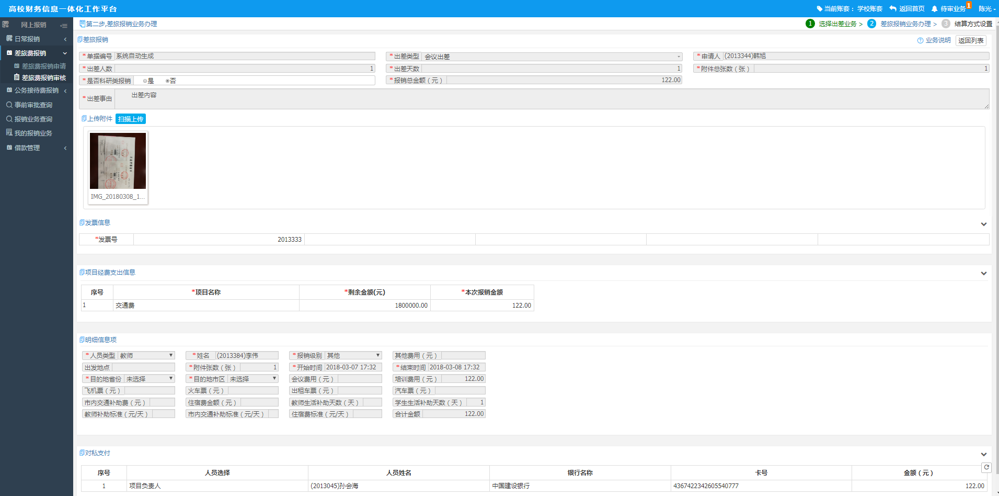 高校财务信息一体化工作平台
当前账套： 学校账套 返回首页 待审业务 1 陈光
网上报销
日常报销
差旅费报销
差旅费报销申请
差旅费报销审核
公务接待费报销
事前审批查询
报销业务查询
我的报销业务
借款管理
第二步,差旅报销业务办理
1 选择出差业务 > 2 差旅报销业务办理 > 3 结算方式设置
差旅报销
业务说明 返回列表
*单据编号 系统自动生成 *出差类型 会议出差 *申请人 (2013344)韩旭
*出差人数 1 *出差天数 1 *附件总张数（张） 1
*是否科研类报销 是 否 *报销总金额（元） 122.00
*出差事由 出差内容
上传附件 扫描上传
IMG_20180308_1...
发票信息
*发票号 2013333
项目经费支出信息
序号 *项目名称 *剩余金额(元) *本次报销金额
1 交通费 1800000.00 122.00
明细信息项
*人员类型 教师 *姓名 (2013384)李伟 *报销级别 其他 其他费用（元）
出发地点 *附件张数（张） 1 *开始时间 2018-03-07 17:32 *结束时间 2018-03-08 17:32
*目的地省份 未选择 *目的地市区 未选择 会议费用（元） 培训费用（元） 122.00
飞机票（元） 火车票（元） 出租车票（元） 汽车票（元）
市内交通补助费（元） 住宿费金额（元） 教师生活补助天数（天） 学生生活补助天数（天） 1
教师补助标准（元/天） 市内交通补助标准（元/天） 住宿费标准（元/天） 合计金额 122.00
对私支付
序号 人员选择 人员姓名 银行名称 卡号 金额（元）
1 项目负责人 (2013045)孙会海 中国建设银行 4367422342605540777 122.00